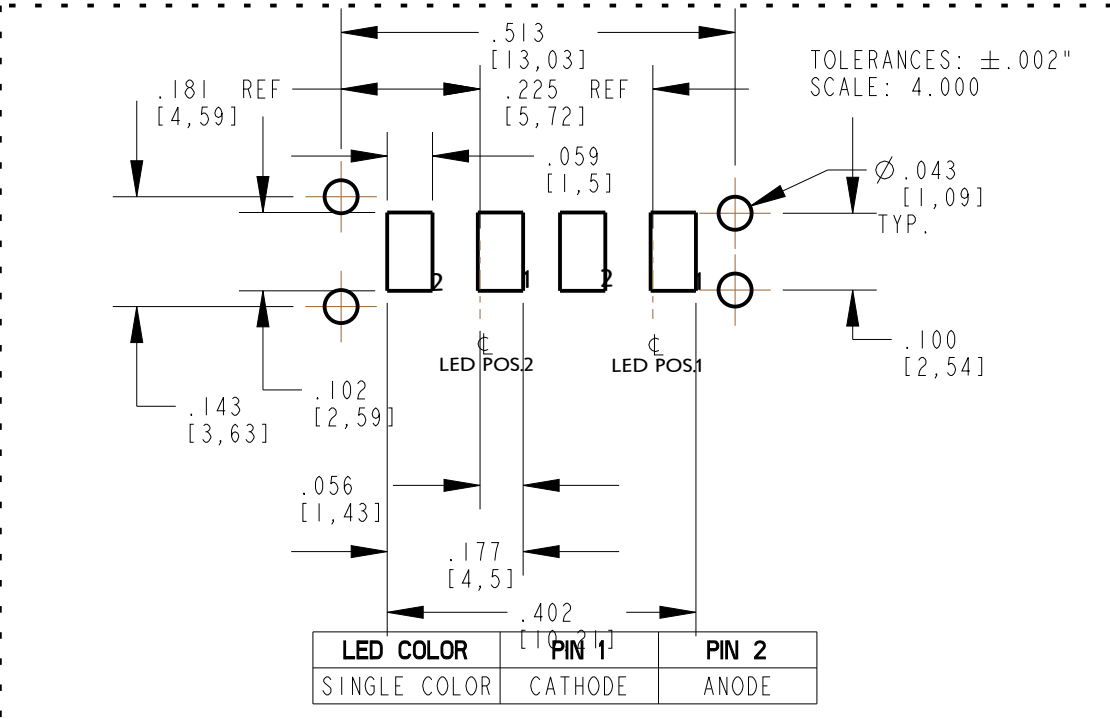 .513
[13,03]
TOLERANCES: ±.002"
SCALE: 4.000
.181 REF
[4,59]
.225 REF
[5,72]
.059
[1,5]
Ø.043
[1,09]
TYP.
2
1
2
1
℄
LED POS.2
℄
LED POS.1
.100
[2,54]
.102
[2,59]
.143
[3,63]
.056
[1,43]
.177
[4,5]
.402
[10,21]
LED COLOR PIN 1 PIN 2
SINGLE COLOR CATHODE ANODE